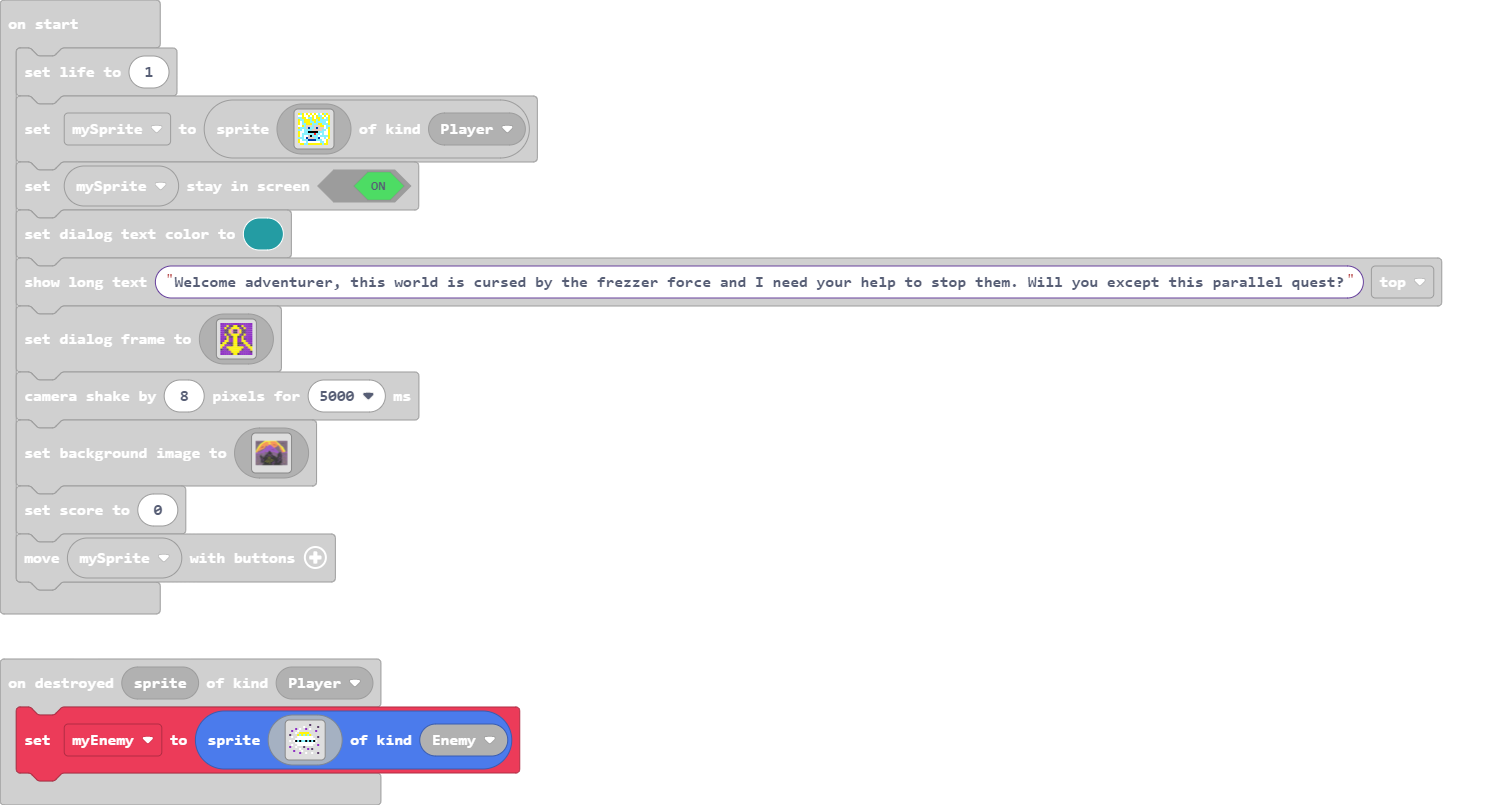 on start
set life to 1
set mySprite to sprite of kind Player
set mySprite stay in screen ON
set dialog text color to
show long text "Welcome adventurer, this world is cursed by the frezzer force and I need your help to stop them. Will you except this parallel quest?" top
set dialog frame to
camera shake by 8 pixels for 5000 ms
set background image to
set score to 0
move mySprite with buttons
on destroyed sprite of kind Player
set myEnemy to sprite of kind Enemy